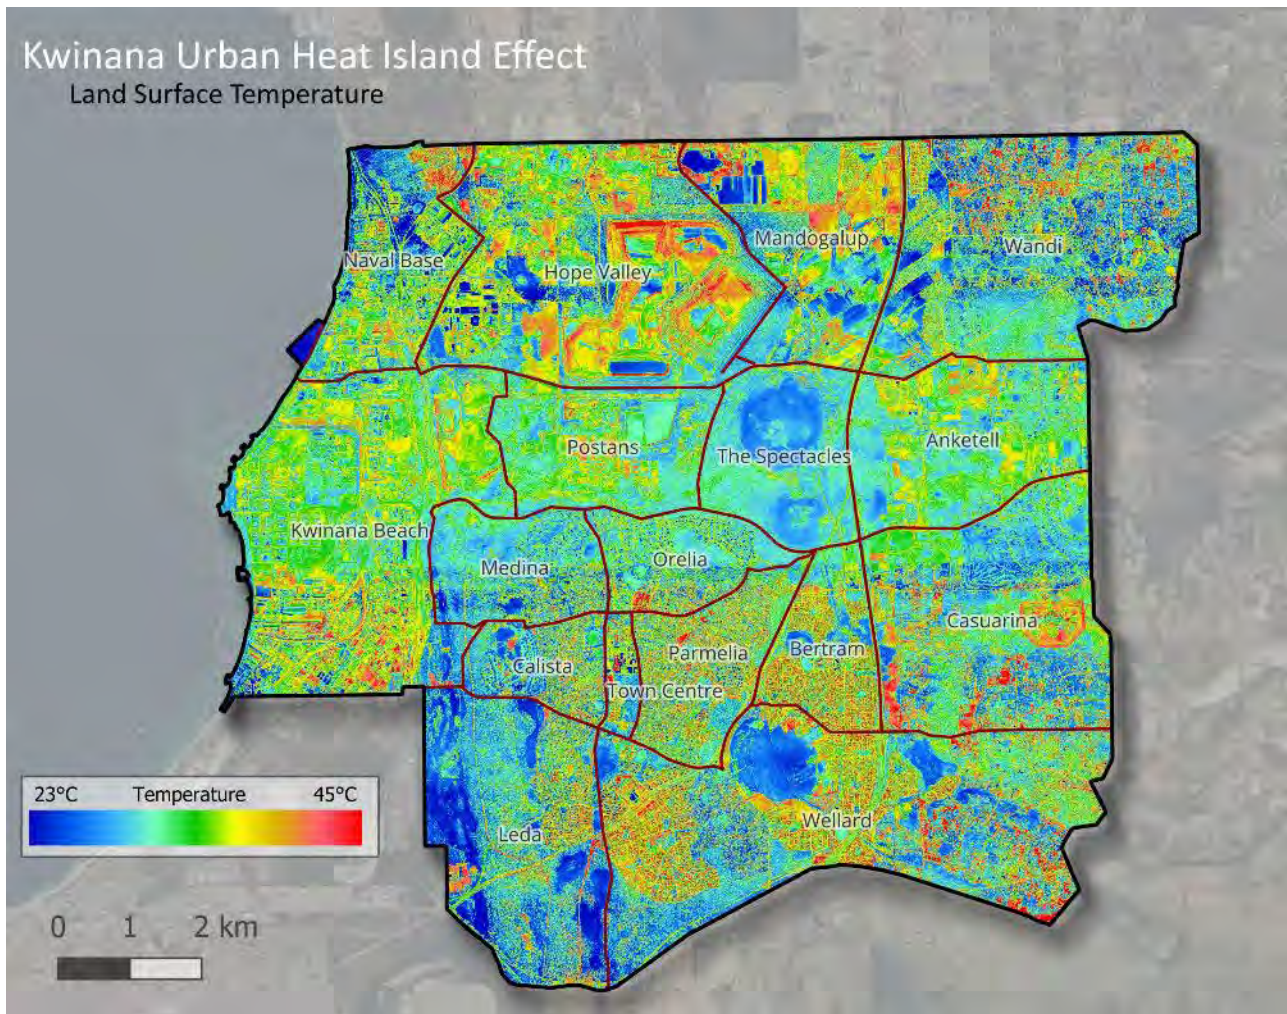 Kwinana Urban Heat Island Effect
Land Surface Temperature
Mandogalup
Wandi
Naval Base
Hope Valley
Postans
The Spectacles
Anketell
Kwinana Beach
Medina
Orelia
Casuarina
Calista
Parmelia
Bertram
Town Centre
Leda
Wellard
23°C Temperature 45°C
0 1 2 km